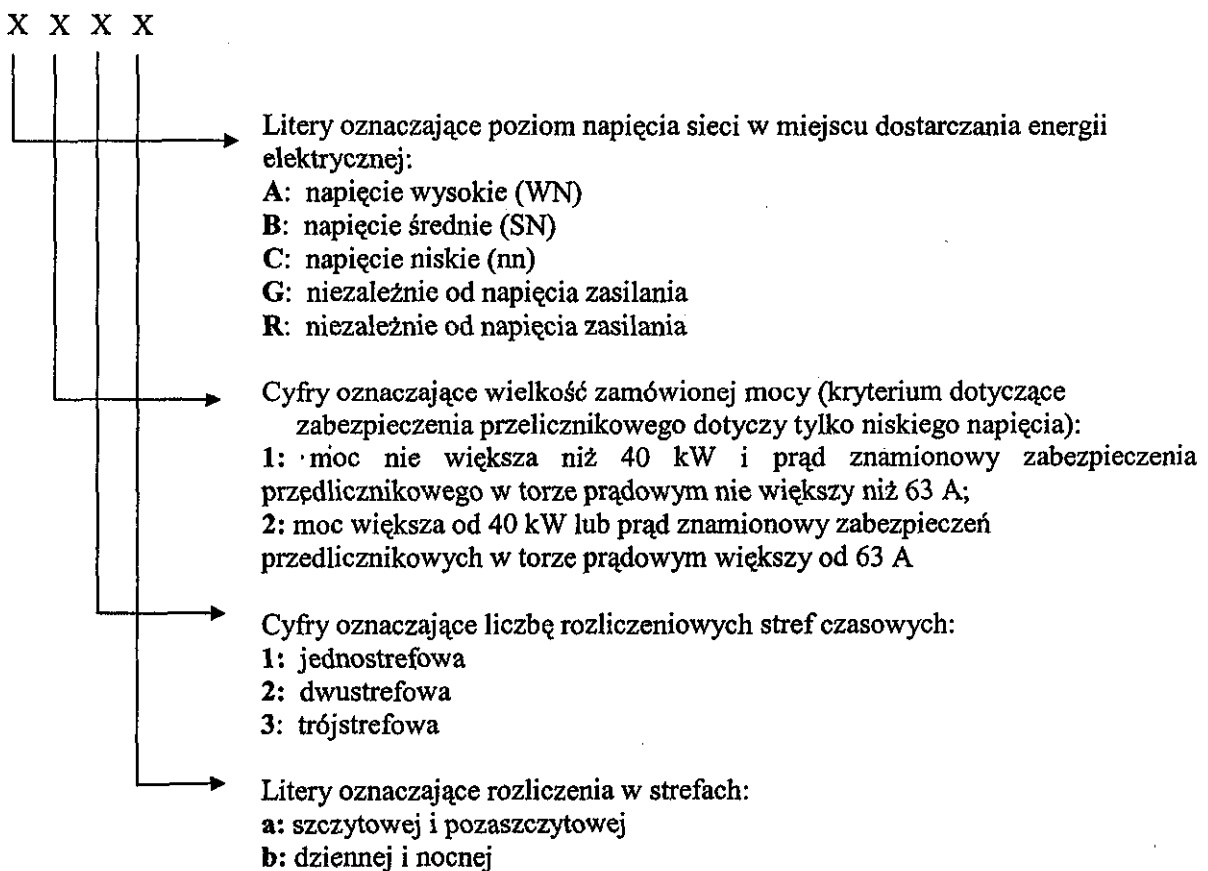 X X X X
Litery oznaczające poziom napięcia sieci w miejscu dostarczania energii
elektrycznej:
A: napięcie wysokie (WN)
B: napięcie średnie (SN)
C: napięcie niskie (nn)
G: niezależnie od napięcia zasilania
R: niezależnie od napięcia zasilania
Cyfry oznaczające wielkość zamówionej mocy (kryterium dotyczące
zabezpieczenia przelicznikowego dotyczy tylko niskiego napięcia):
1: moc nie większa niż 40 kW i prąd znamionowy zabezpieczenia
przedlicznikowego w torze prądowym nie większy niż 63 A;
2: moc większa od 40 kW lub prąd znamionowy zabezpieczeń
przedlicznikowych w torze prądowym większy od 63 A
Cyfry oznaczające liczbę rozliczeniowych stref czasowych:
1: jednostrefowa
2: dwustrefowa
3: trójstrefowa
Litery oznaczające rozliczenia w strefach:
a: szczytowej i pozaszczytowej
b: dziennej i nocnej